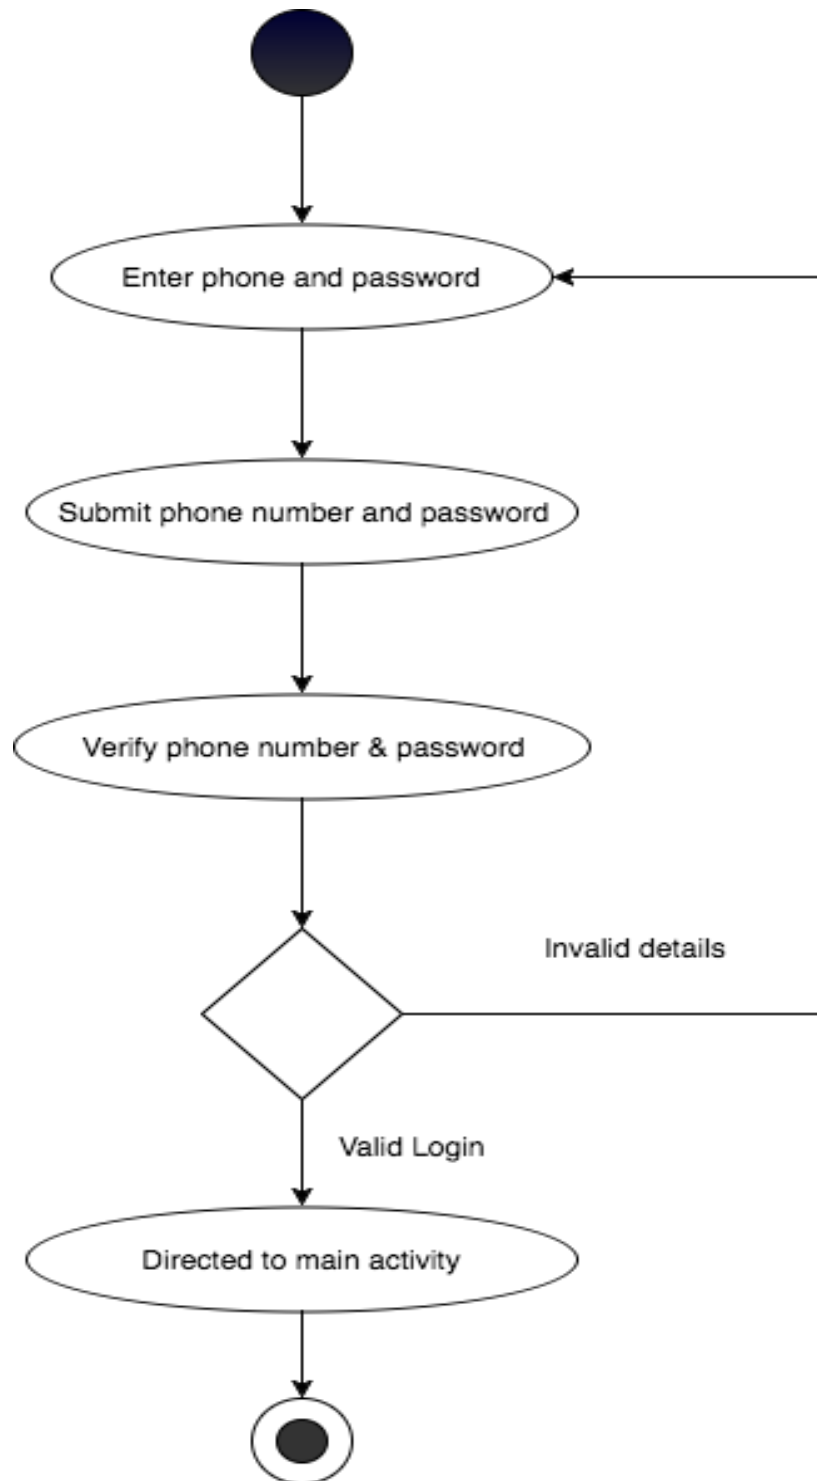 Enter phone and password
Submit phone number and password
Verify phone number & password
Invalid details
Valid Login
Directed to main activity